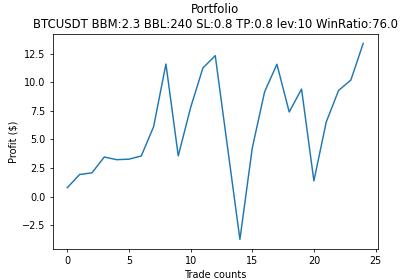 Portfolio
BTCUSDT BBM:2.3 BBL:240 SL:0.8 TP:0.8 lev:10 WinRatio:76.0
12.5
10.0
7.5
5.0
2.5
0.0
−2.5
Profit ($)
0 5 10 15 20 25
Trade counts